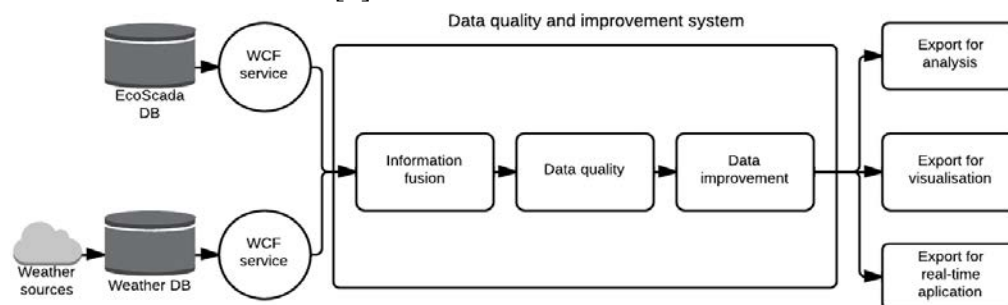 Data quality and improvement system
EcoScada
DB
WCF
service
Information
fusion
Data quality
Data
improvement
Export for
analysis
Export for
visualisation
Export for
real-time
aplication
Weather
sources
Weather DB
WCF
service